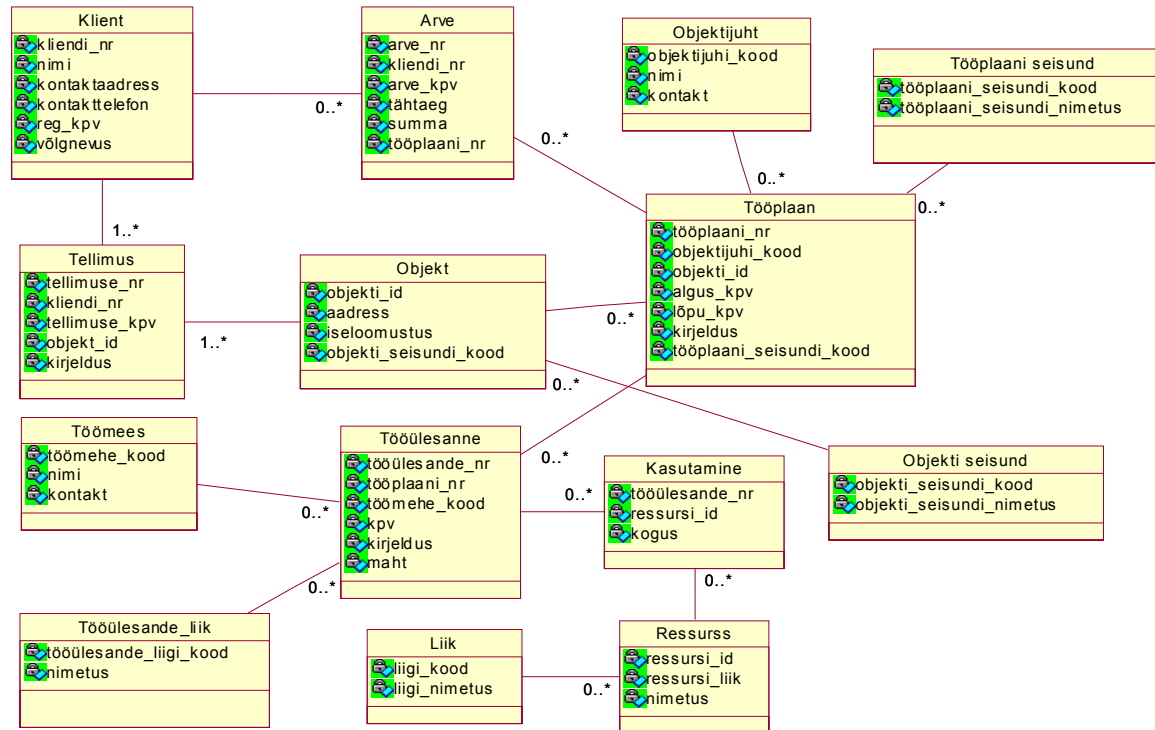 Klient
kliendi_nr
nimi
kontaktaadress
kontakttelefon
reg_kpv
võlgnevus
0..*
1..*
Arve
arve_nr
kliendi_nr
arve_kpv
tähtaeg
summa
tööplaani_nr
0..*
Objektijuht
objektijuhi_kood
nimi
kontakt
0..*
Tööplaani seisund
tööplaani_seisundi_kood
tööplaani_seisundi_nimetus
0..*
Tööplaan
tööplaani_nr
objektijuhi_kood
objekti_id
algus_kpv
lõpu_kpv
kirjeldus
tööplaani_seisundi_kood
Tellimus
tellimuse_nr
kliendi_nr
tellimuse_kpv
objekt_id
kirjeldus
1..*
Objekt
objekti_id
aadress
iseloomustus
objekti_seisundi_kood
0..*
0..*
Töömees
töömehe_kood
nimi
kontakt
0..*
Tööülesanne
tööülesande_nr
tööplaani_nr
töömehe_kood
kpv
kirjeldus
maht
0..*
0..*
0..*
Kasutamine
tööülesande_nr
ressursi_id
kogus
0..*
Objekti seisund
objekti_seisundi_kood
objekti_seisundi_nimetus
Tööülesande_liik
tööülesande_liigi_kood
nimetus
Liik
liigi_kood
liigi_nimetus
0..*
Ressurss
ressursi_id
ressursi_liik
nimetus